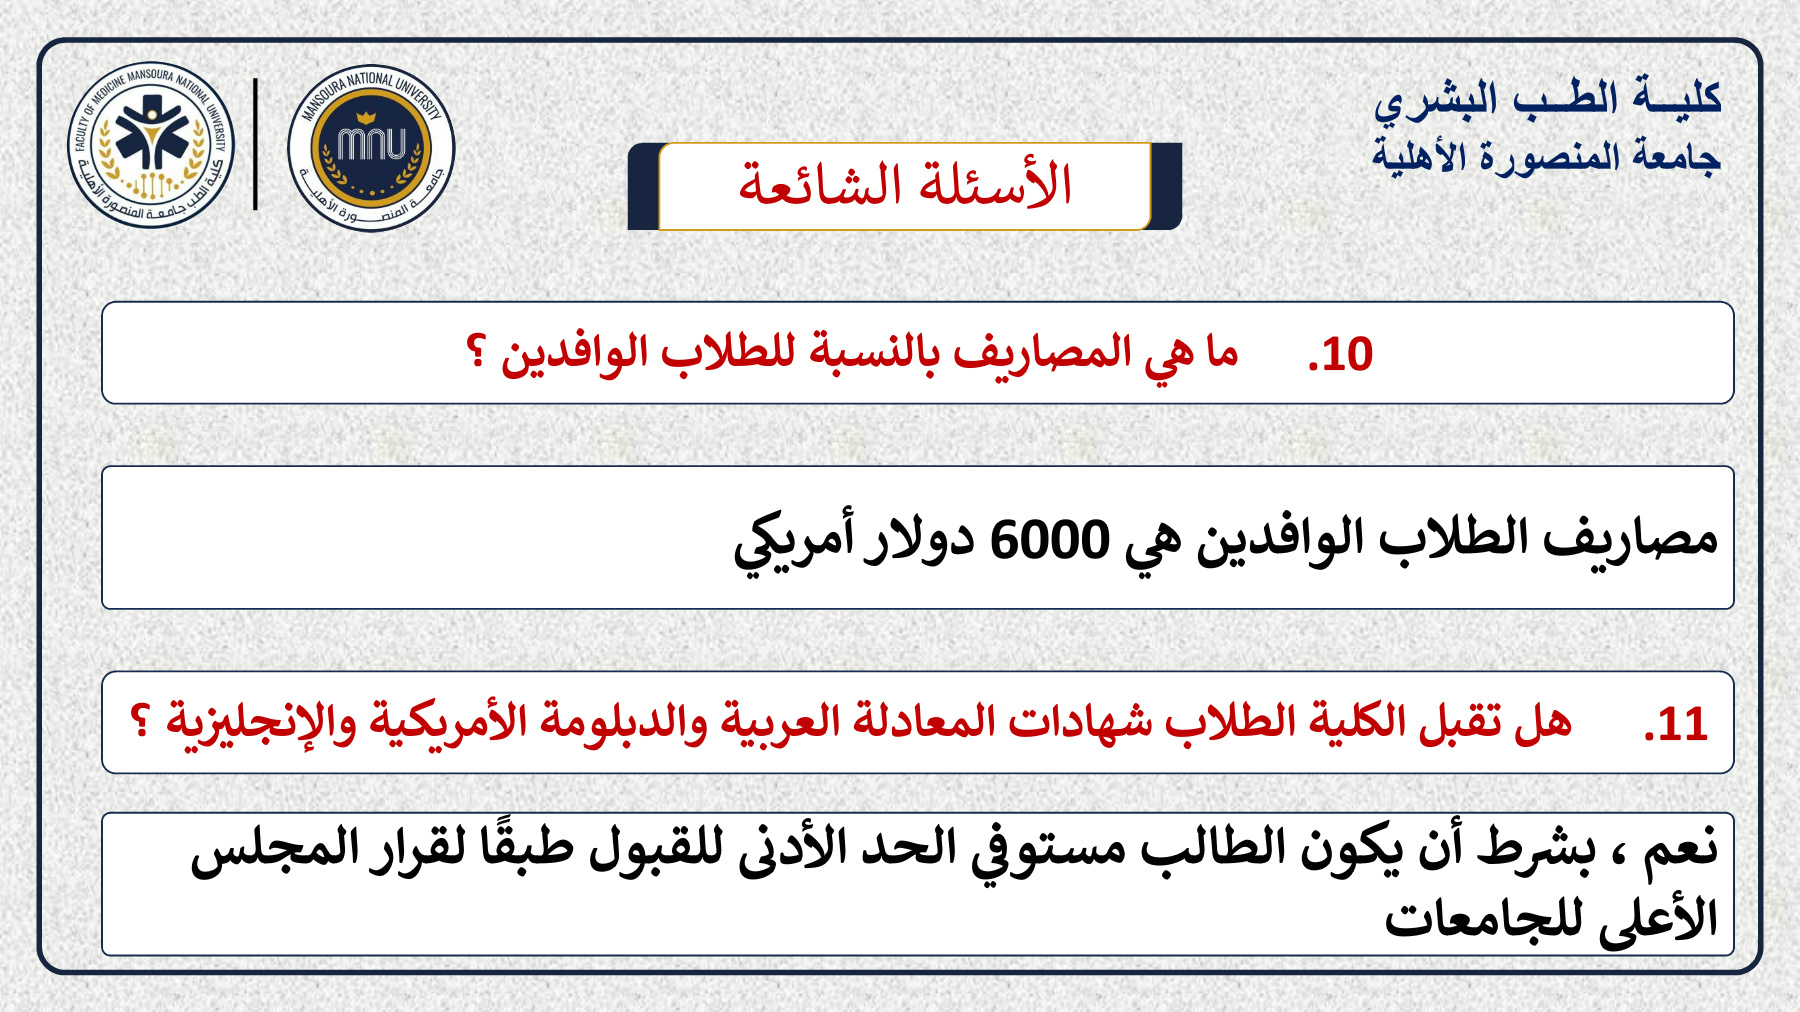 كليـــة الطـــب البشري
جامعة المنصورة الأهلية
FACULTY OF MEDICINE MANSOURA NATIONAL UNIVERSITY
كلية الطب جامعة المنصورة الأهلية
MANSOURA NATIONAL UNIVERSITY
mnu
جامعـــة المنصـــورة الأهليـــة
الأسئلة الشائعة
10. ما هي المصاريف بالنسبة للطلاب الوافدين ؟
مصاريف الطلاب الوافدين هي 6000 دولار أمريكي
11. هل تقبل الكلية الطلاب شهادات المعادلة العربية والدبلومة الأمريكية والإنجليزية ؟
نعم ، بشرط أن يكون الطالب مستوفي الحد الأدنى للقبول طبقًا لقرار المجلس
الأعلى للجامعات